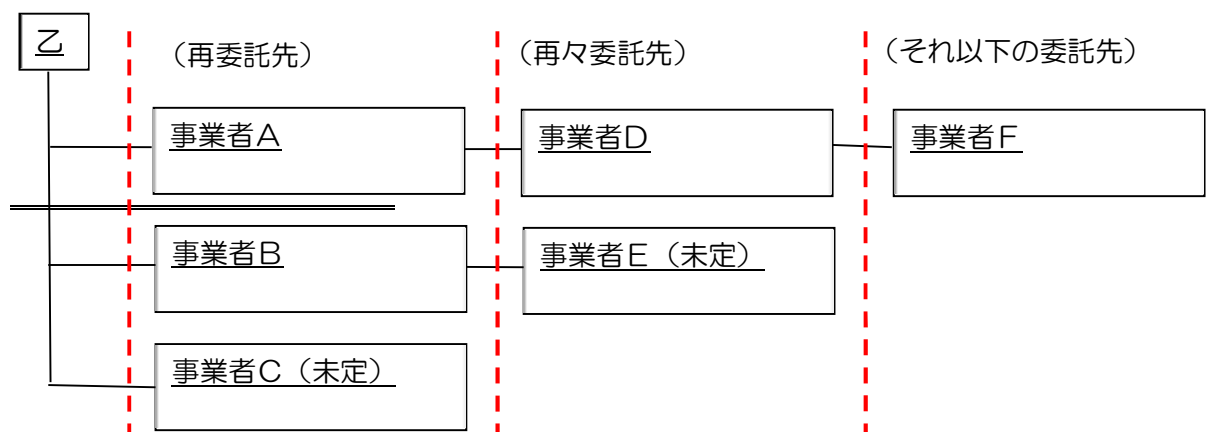 乙
（再委託先）
（再々委託先）
（それ以下の委託先）
事業者A
事業者D
事業者F
事業者B
事業者E（未定）
事業者C（未定）